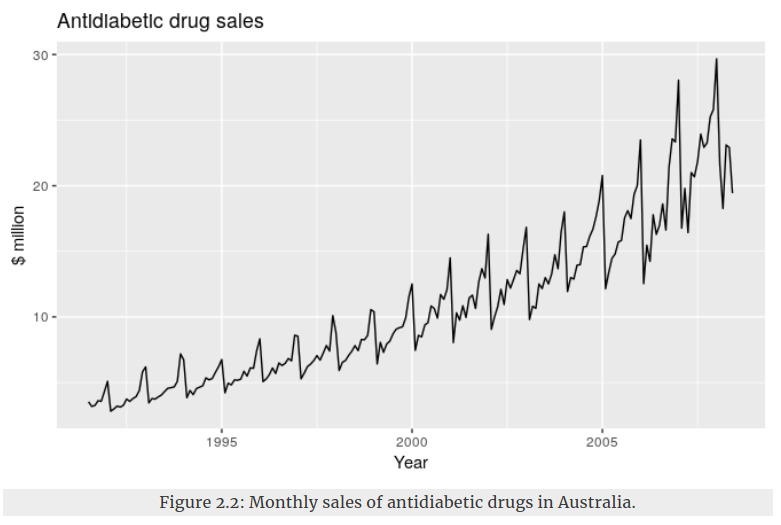 Antidiabetic drug sales
30
20
10
$ million
1995 2000 2005
Year
Figure 2.2: Monthly sales of antidiabetic drugs in Australia.